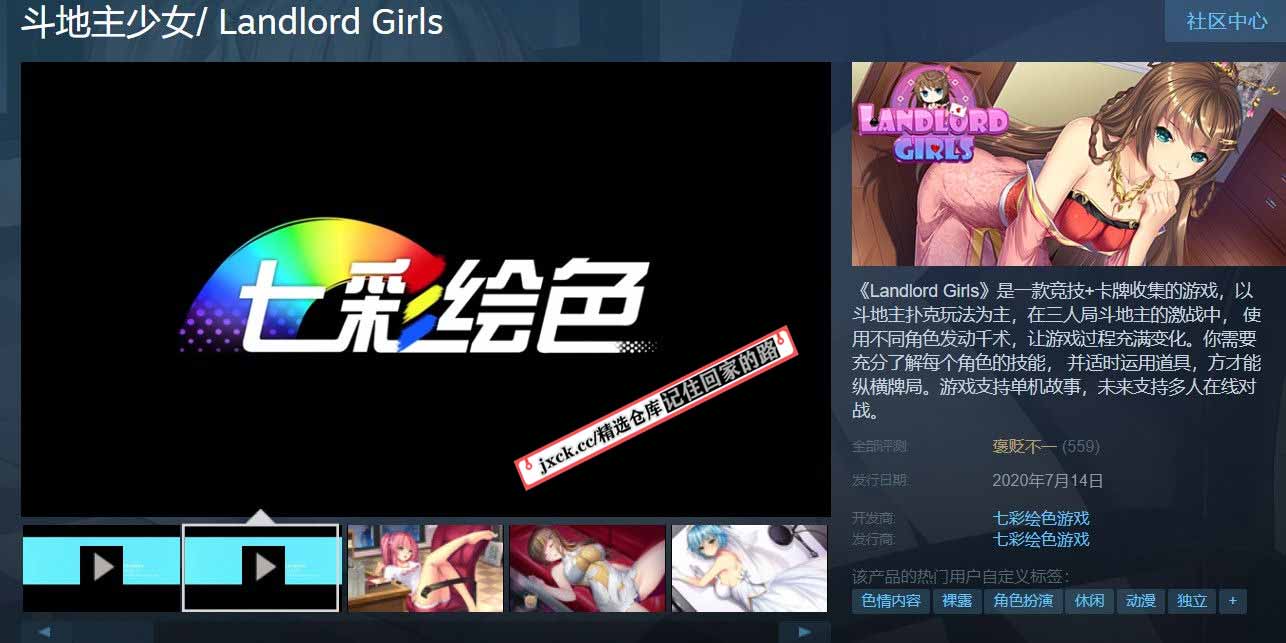 斗地主少女/ Landlord Girls
社区中心
七彩绘色
jxck.cc/精选仓库记住回家的路
LANDLORD
GIRLS
《Landlord Girls》是一款竞技+卡牌收集的游戏，以
斗地主扑克玩法为主，在三人局斗地主的激战中， 使
用不同角色发动千术，让游戏过程充满变化。你需要
充分了解每个角色的技能， 并适时运用道具，方才能
纵横牌局。游戏支持单机故事，未来支持多人在线对
战。
全部评测: 褒贬不一 (559)
发行日期: 2020年7月14日
开发商: 七彩绘色游戏
发行商: 七彩绘色游戏
该产品的热门用户自定义标签：
色情内容 裸露 角色扮演 休闲 动漫 独立 +